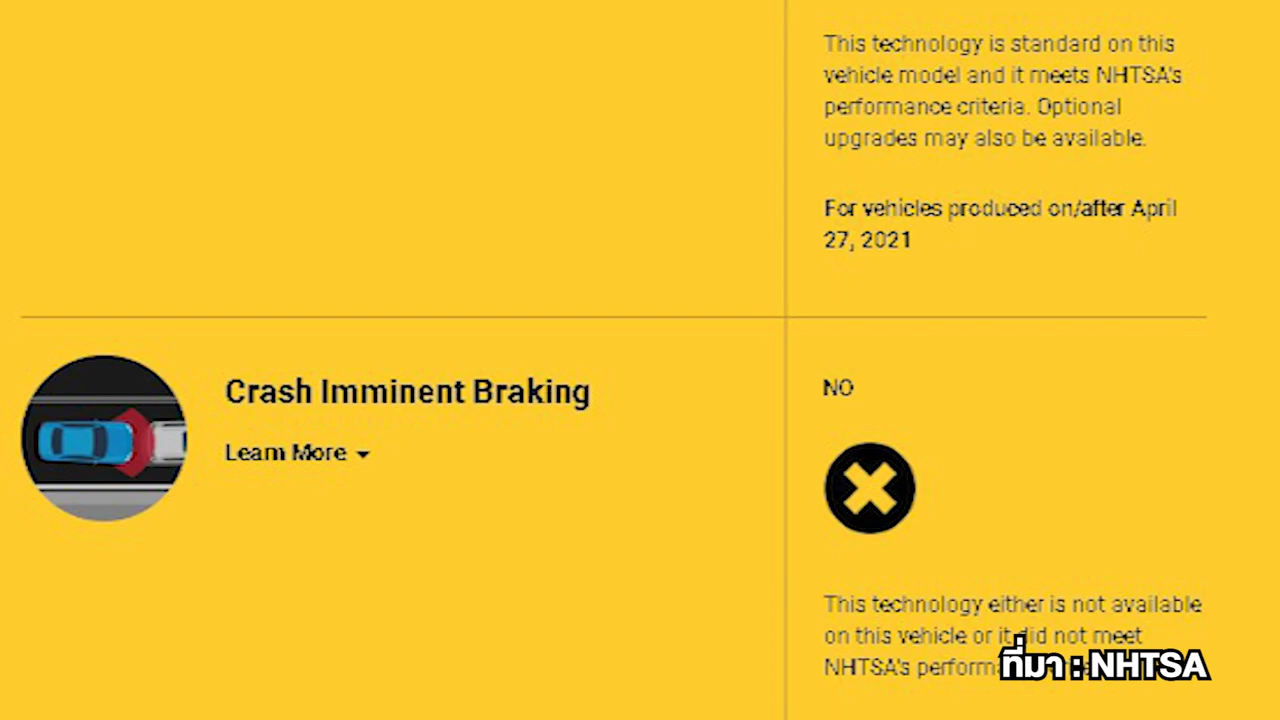 This technology is standard on this
vehicle model and it meets NHTSA's
performance criteria. Optional
upgrades may also be available.
For vehicles produced on/after April
27, 2021
Crash Imminent Braking
Learn More
NO
This technology either is not available
on this vehicle or it did not meet
NHTSA's
ที่มา : NHTSA